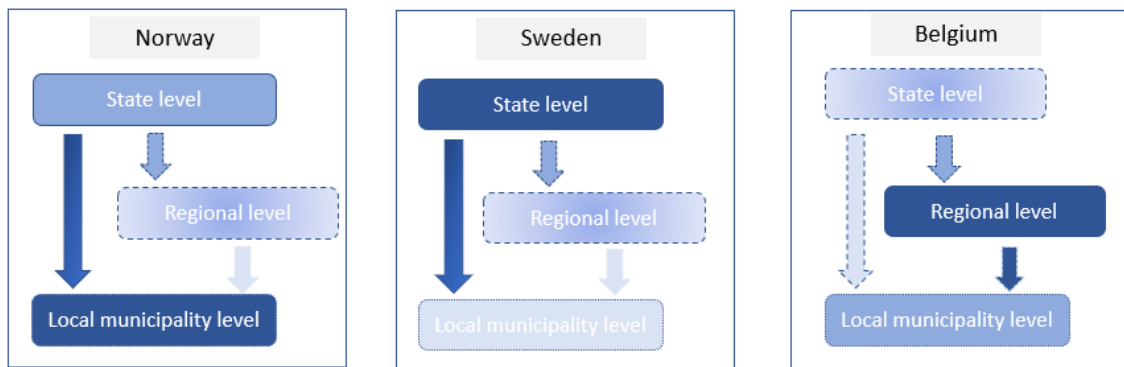 Norway
State level
Regional level
Local municipality level
Sweden
State level
Regional level
Local municipality level
Belgium
State level
Regional level
Local municipality level